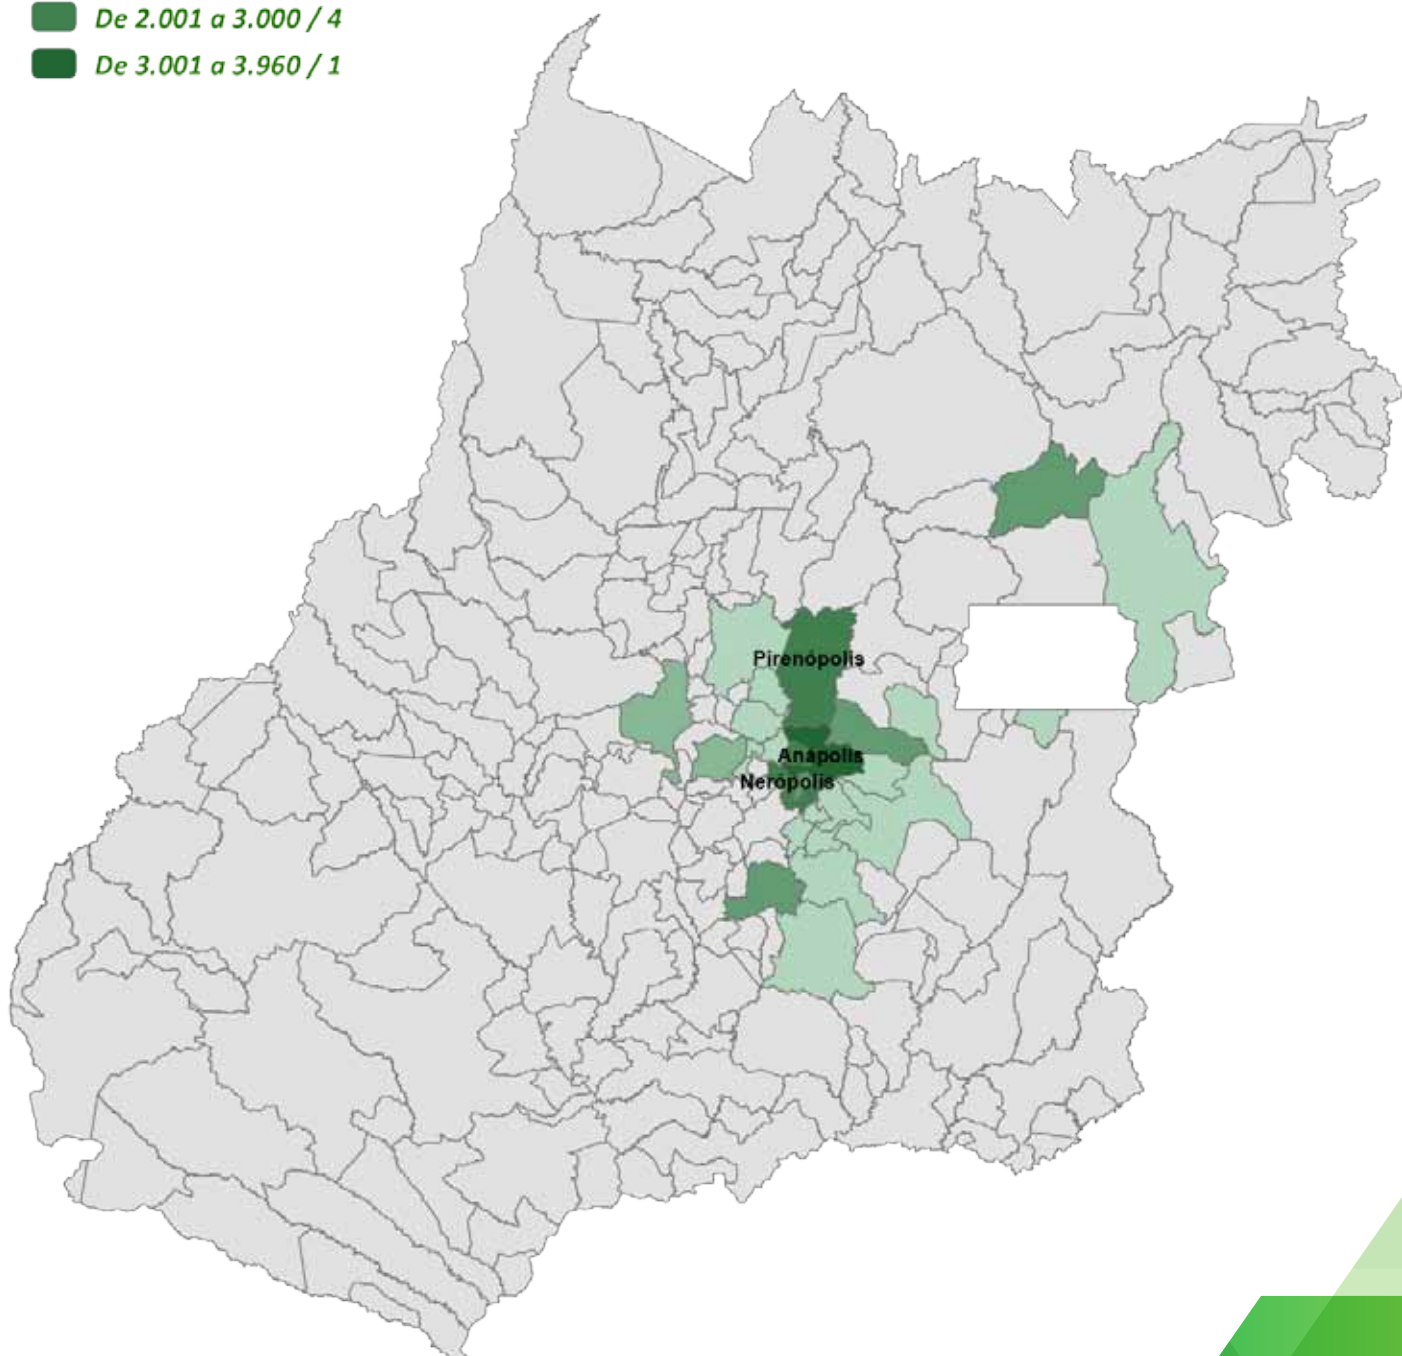 De 2.001 a 3.000 / 4
De 3.001 a 3.960 / 1
Pirenópolis
Anápolis
Nerópolis